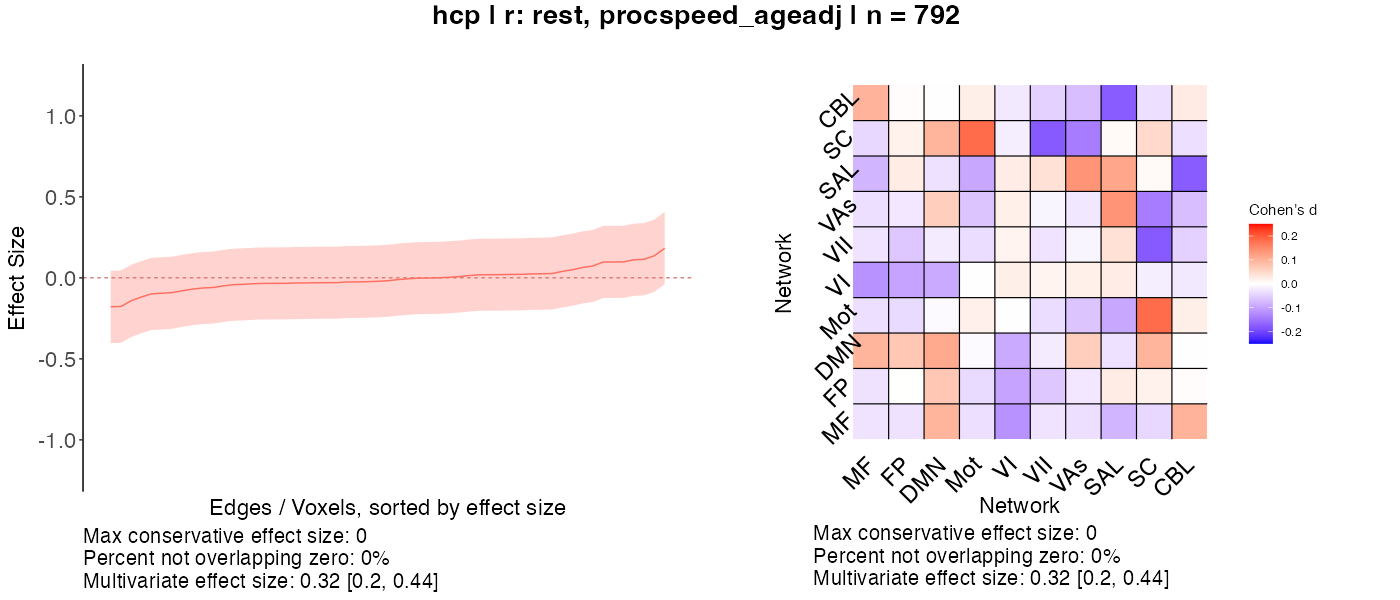 hcp | r: rest, procspeed_ageadj | n = 792
Effect Size
1.0
0.5
0.0
-0.5
-1.0
Edges / Voxels, sorted by effect size
Max conservative effect size: 0
Percent not overlapping zero: 0%
Multivariate effect size: 0.32 [0.2, 0.44]
Network
CBL
SC
SAL
VAs
VII
VI
Mot
DMN
FP
MF
MF
FP
DMN
Mot
VI
VII
VAs
SAL
SC
CBL
Network
Max conservative effect size: 0
Percent not overlapping zero: 0%
Multivariate effect size: 0.32 [0.2, 0.44]
Cohen's d
0.2
0.1
0.0
-0.1
-0.2